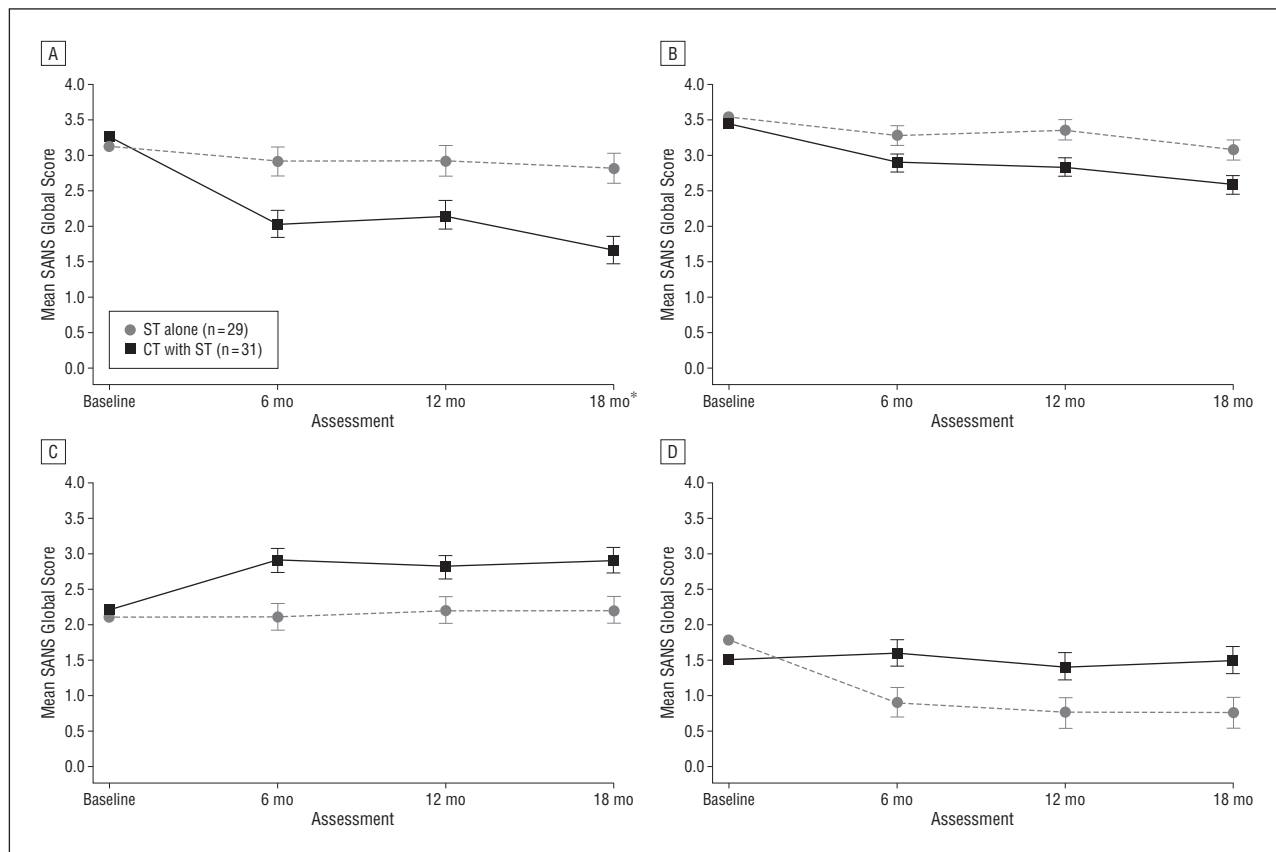 A
4.0
3.5
3.0
2.5
2.0
1.5
1.0
0.5
0.0
Mean SANS Global Score
ST alone (n=29)
CT with ST (n=31)
Baseline
6 mo
12 mo
18 mo*
Assessment
B
4.0
3.5
3.0
2.5
2.0
1.5
1.0
0.5
0.0
Mean SANS Global Score
Baseline
6 mo
12 mo
18 mo
Assessment
C
4.0
3.5
3.0
2.5
2.0
1.5
1.0
0.5
0.0
Mean SANS Global Score
Baseline
6 mo
12 mo
18 mo
Assessment
D
4.0
3.5
3.0
2.5
2.0
1.5
1.0
0.5
0.0
Mean SANS Global Score
Baseline
6 mo
12 mo
18 mo
Assessment